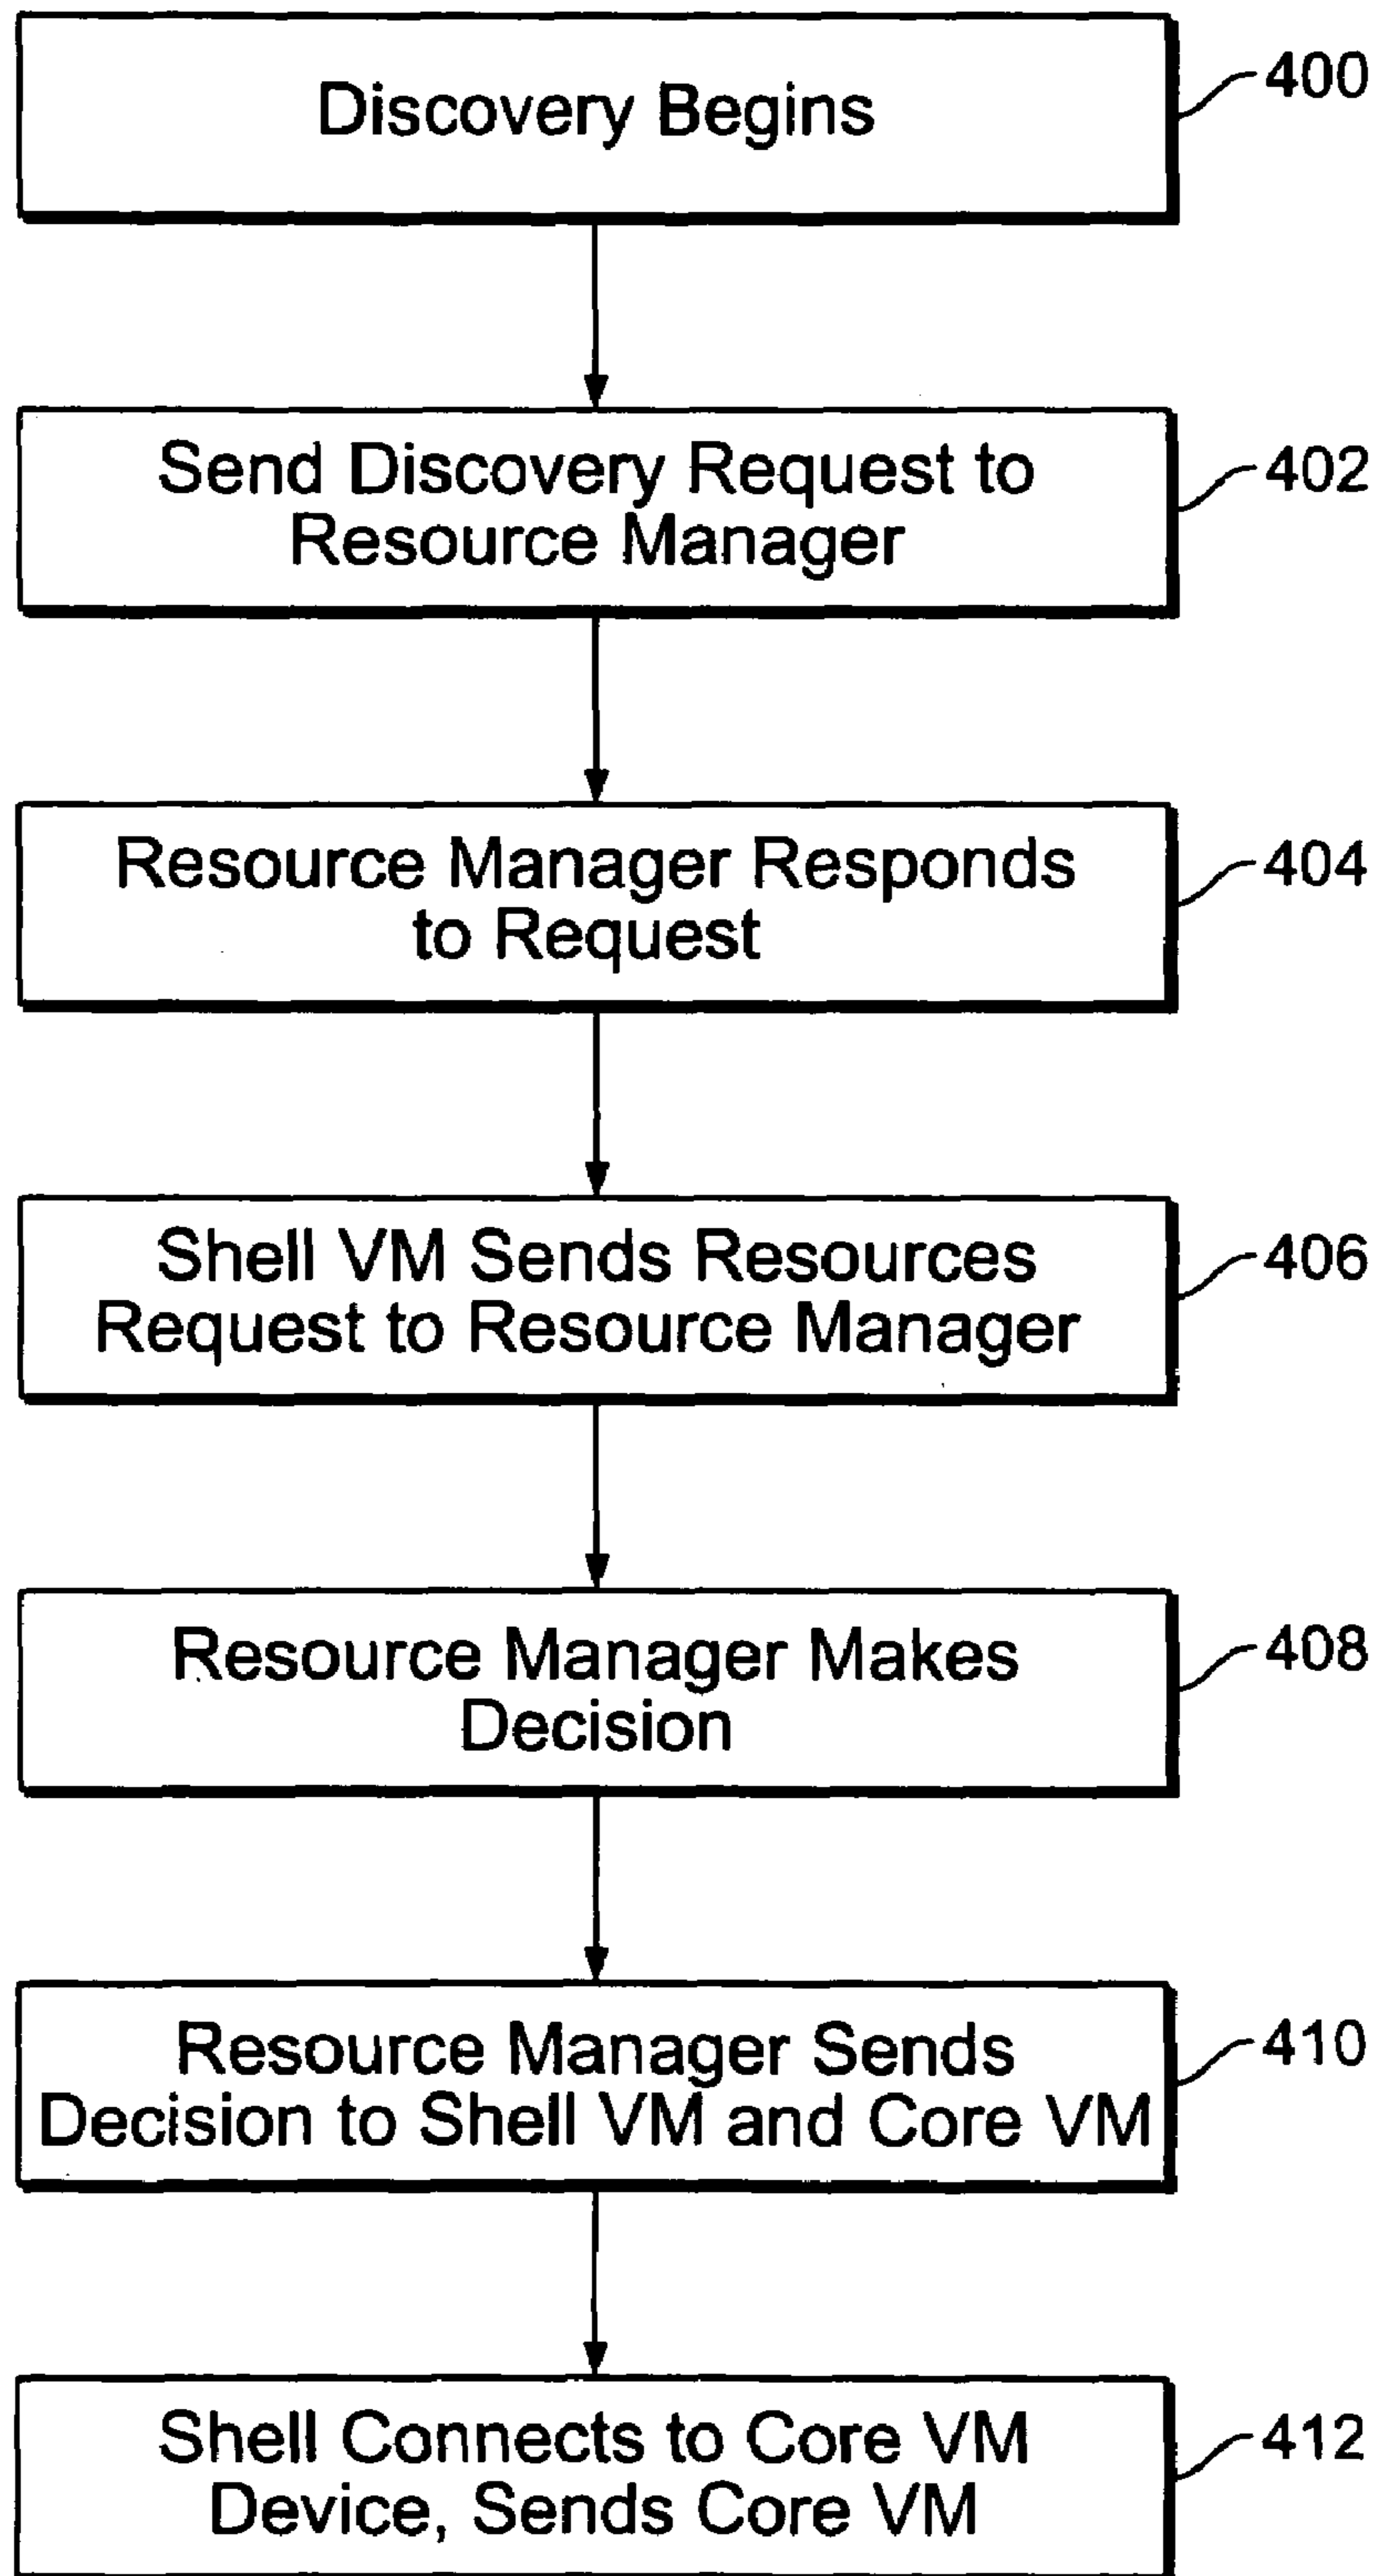 Discovery Begins
400
Send Discovery Request to
Resource Manager
402
Resource Manager Responds
to Request
404
Shell VM Sends Resources
Request to Resource Manager
406
Resource Manager Makes
Decision
408
Resource Manager Sends
Decision to Shell VM and Core VM
410
Shell Connects to Core VM
Device, Sends Core VM
412